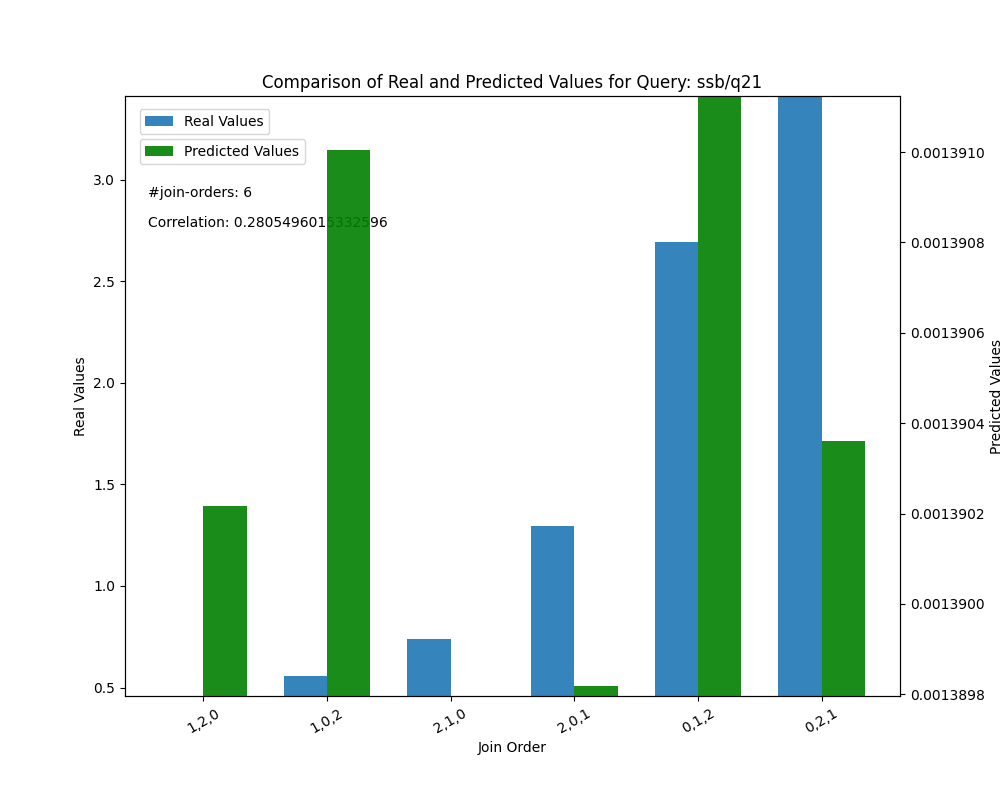 Comparison of Real and Predicted Values for Query: ssb/q21
Real Values
Predicted Values
#join-orders: 6
Correlation: 0.2805496015332596
3.0
2.5
2.0
1.5
1.0
0.5
Real Values
0.0013910
0.0013908
0.0013906
0.0013904
0.0013902
0.0013900
0.0013898
Predicted Values
1,2,0
1,0,2
2,1,0
2,0,1
0,1,2
0,2,1
Join Order